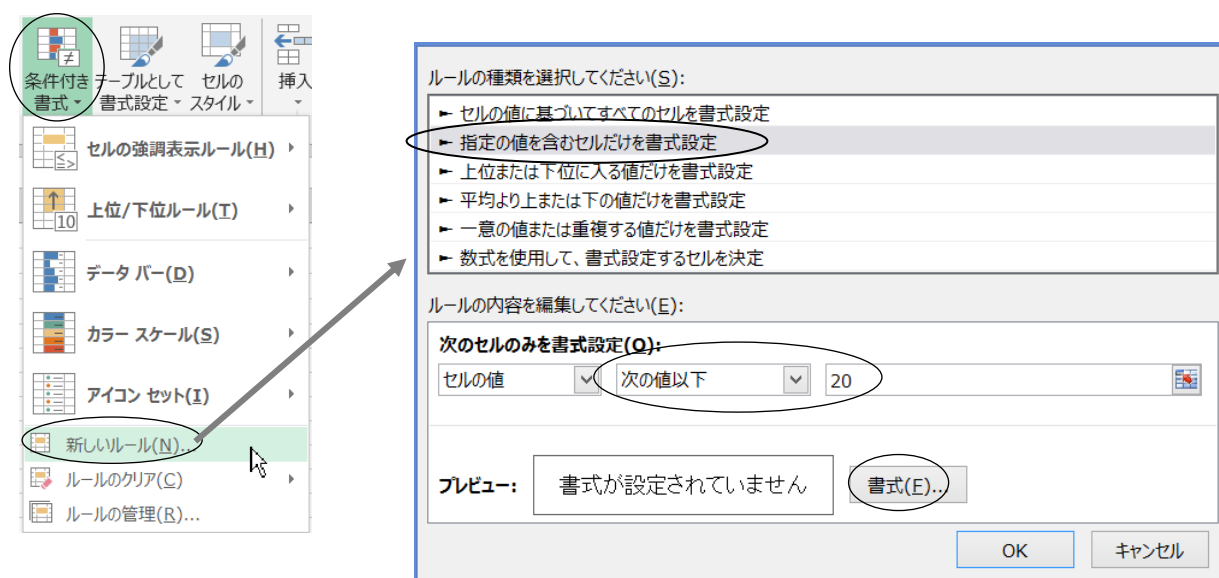 条件付き
書式
テーブルとして
書式設定
セルの
スタイル
挿入
セルの強調表示ルール(H)
上位/下位ルール(T)
10
データ バー(D)
カラー スケール(S)
アイコン セット(I)
新しいルール(N)...
ルールのクリア(C)
ルールの管理(R)...
ルールの種類を選択してください(S):
► セルの値に基づいてすべてのセルを書式設定
► 指定の値を含むセルだけを書式設定
► 上位または下位に入る値だけを書式設定
► 平均より上または下の値だけを書式設定
► 一意の値または重複する値だけを書式設定
► 数式を使用して、書式設定するセルを決定
ルールの内容を編集してください(E):
次のセルのみを書式設定(O):
セルの値 次の値以下 20
プレビュー: 書式が設定されていません 書式(F)...
OK キャンセル